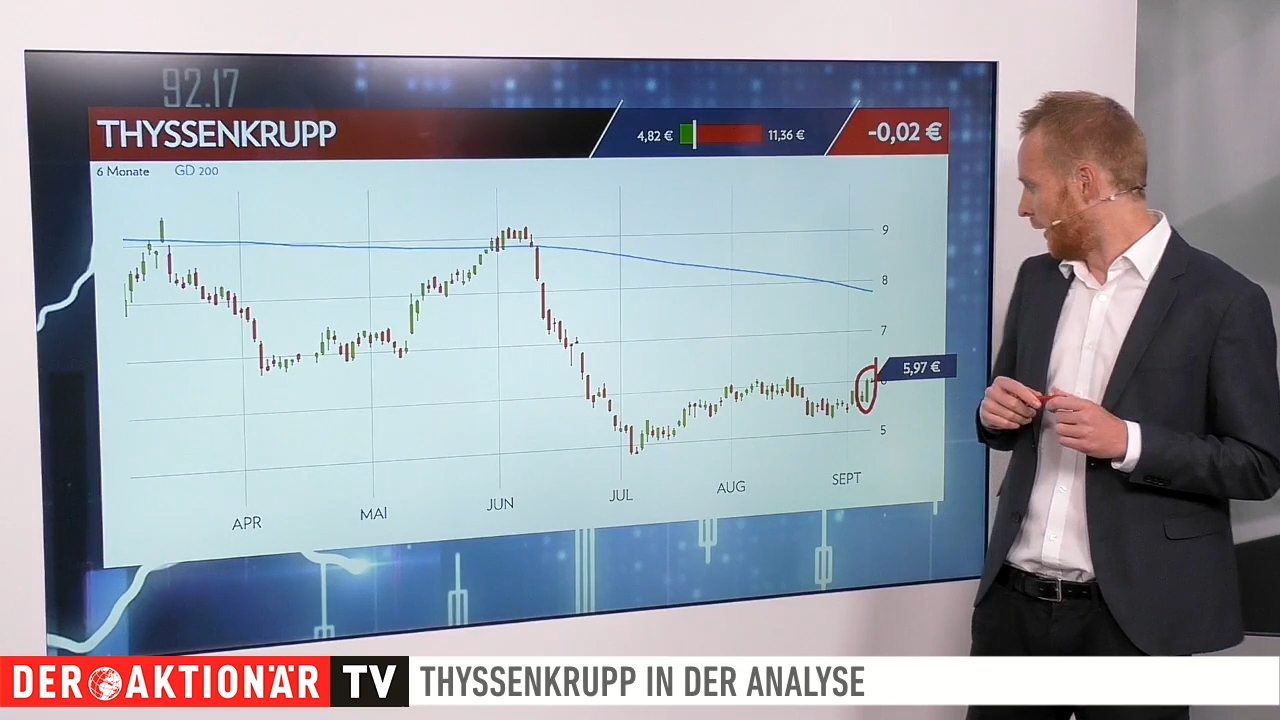 92.17
THYSSENKRUPP
4,82 €
11,36 €
-0,02 €
6 Monate
GD 200
9
8
7
5,97 €
6
5
APR
MAI
JUN
JUL
AUG
SEPT
DER AKTIONÄR TV
THYSSENKRUPP IN DER ANALYSE